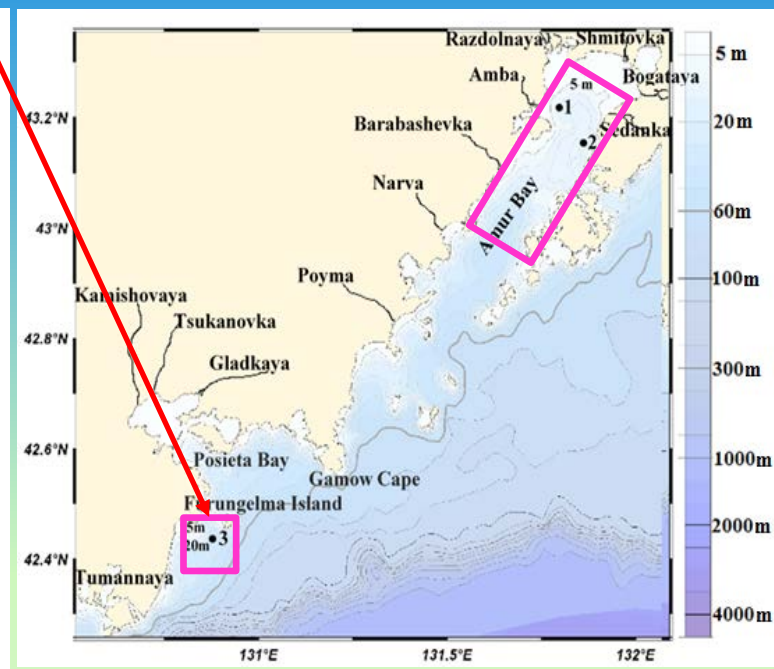 Razdolnaya
Shmitovka
Amba
Bogataya
5 m
1
43.2°N
Barabashevka
Sedanka
2
Narva
Amur Bay
43°N
Poyma
Kamishovaya
Tsukanovka
42.8°N
Gladkaya
42.6°N
Posieta Bay
Gamow Cape
Furungelma Island
5m
20m
3
42.4°N
Tumannaya
131°E
131.5°E
132°E
5 m
20m
60m
100m
300m
1000m
2000m
4000m